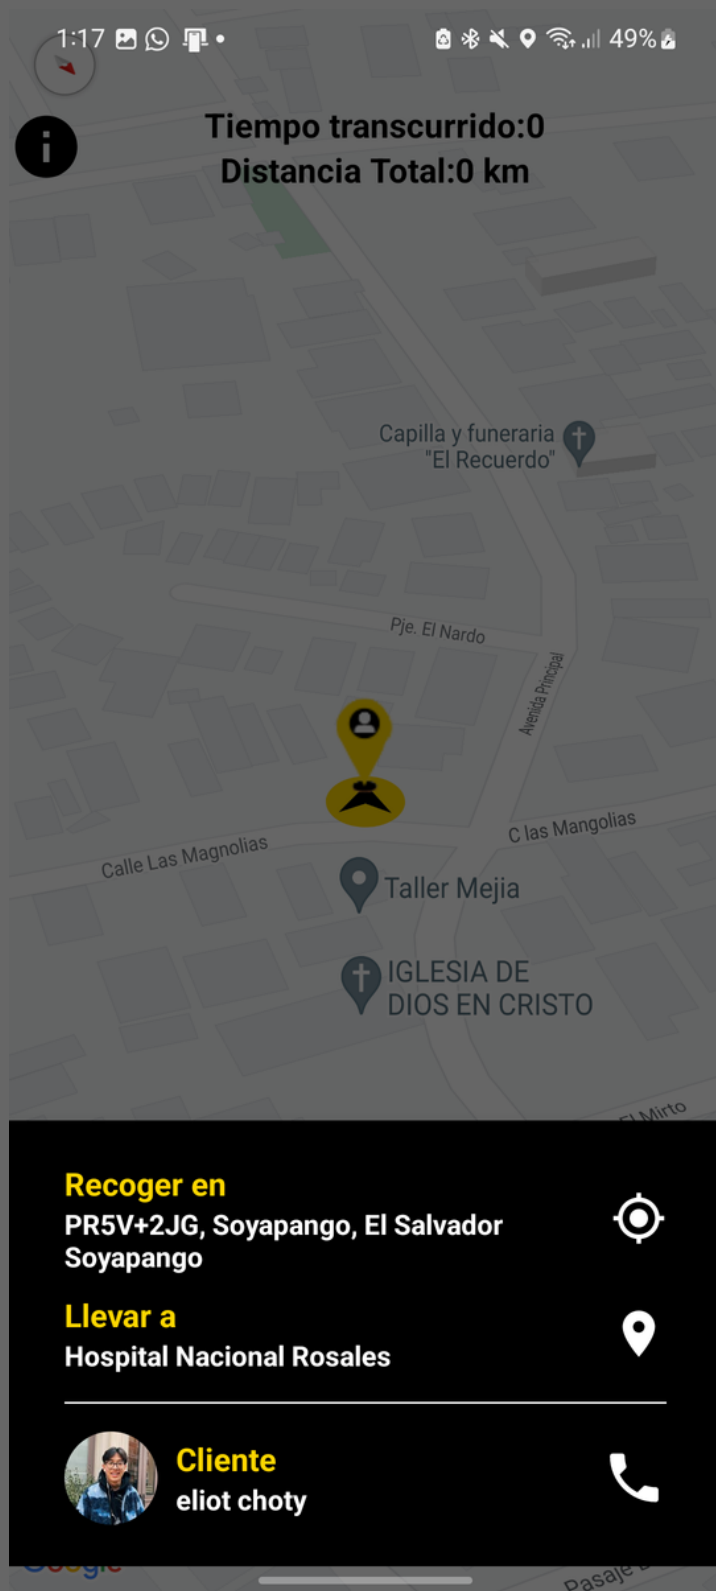 1:17
49%
Tiempo transcurrido:0
Distancia Total:0 km
Capilla y funeraria
"El Recuerdo"
Pje. El Nardo
Avenida Principal
C las Mangolias
Calle Las Magnolias
Taller Mejia
IGLESIA DE
DIOS EN CRISTO
El Mirto
Recoger en
PR5V+2JG, Soyapango, El Salvador
Soyapango
Llevar a
Hospital Nacional Rosales
Cliente
eliot choty
Google
Pasaje